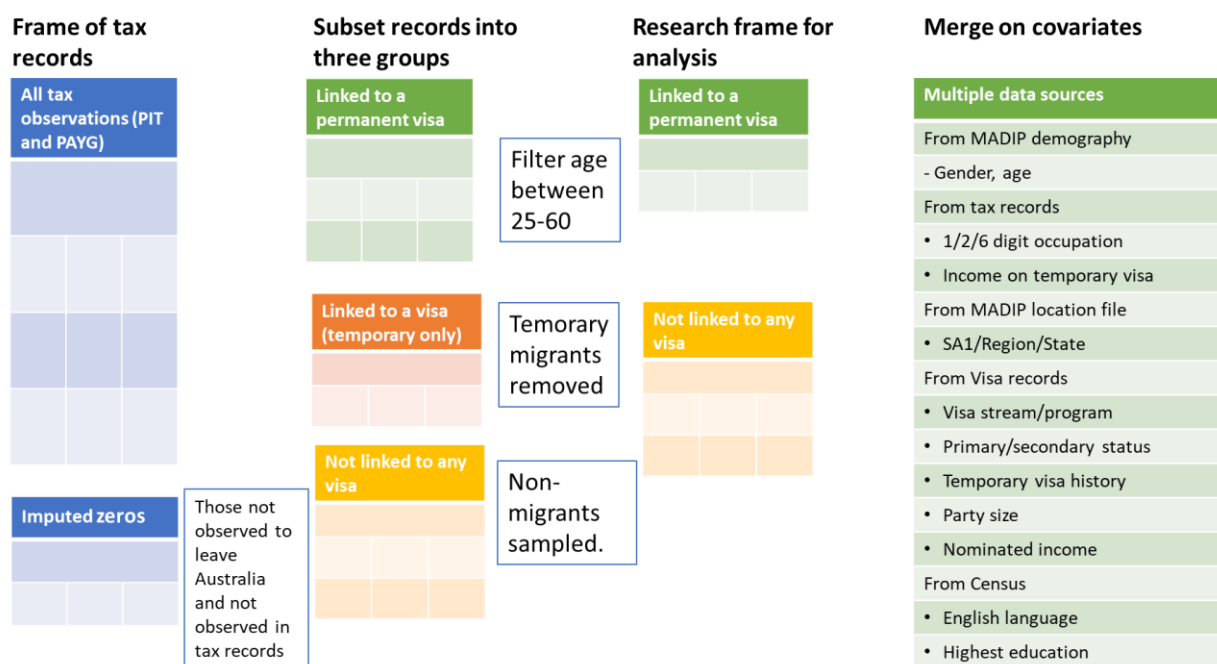 Frame of tax
records
All tax
observations (PIT
and PAYG)
Imputed zeros
Those not
observed to
leave
Australia
and not
observed in
tax records
Subset records into
three groups
Linked to a
permanent visa
Linked to a visa
(temporary only)
Not linked to any
visa
Filter age
between
25-60
Temorary
migrants
removed
Non-
migrants
sampled.
Research frame for
analysis
Linked to a
permanent visa
Not linked to any
visa
Merge on covariates
Multiple data sources
From MADIP demography
- Gender, age
From tax records
• 1/2/6 digit occupation
• Income on temporary visa
From MADIP location file
• SA1/Region/State
From Visa records
• Visa stream/program
• Primary/secondary status
• Temporary visa history
• Party size
• Nominated income
From Census
• English language
• Highest education